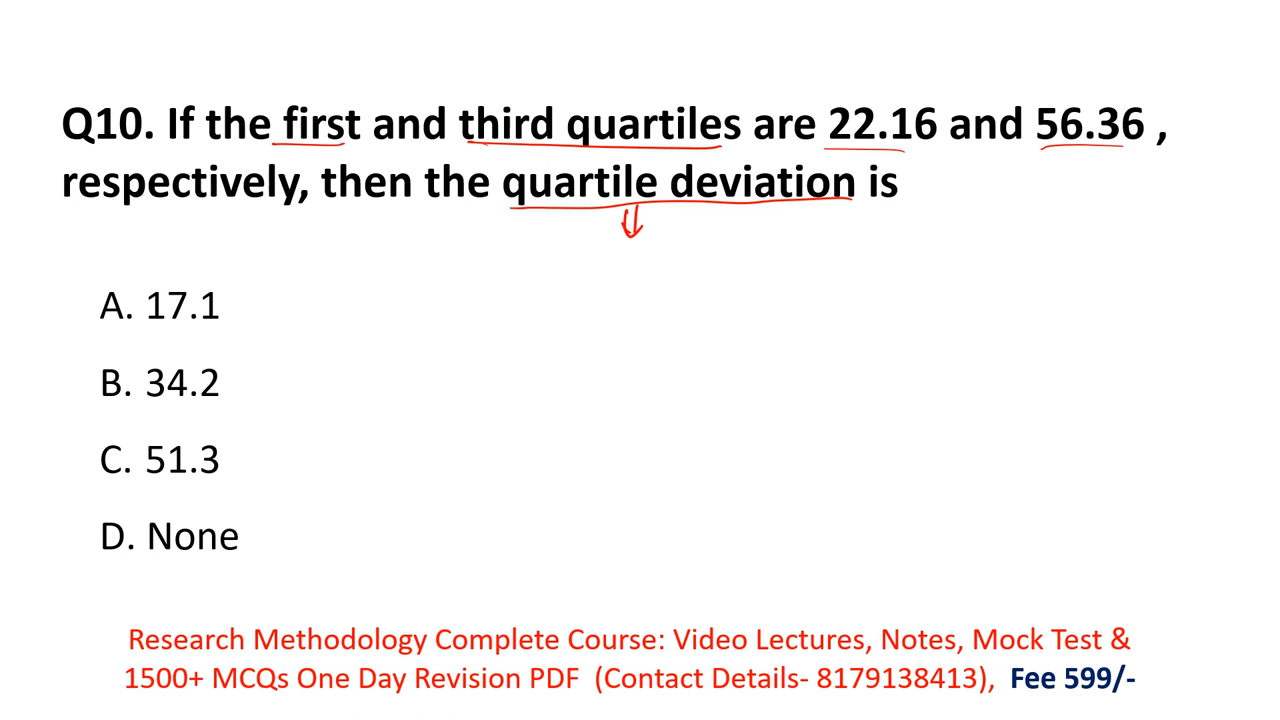 Q10. If the first and third quartiles are 22.16 and 56.36 ,
respectively, then the quartile deviation is
A. 17.1
B. 34.2
C. 51.3
D. None
Research Methodology Complete Course: Video Lectures, Notes, Mock Test &
1500+ MCQs One Day Revision PDF (Contact Details- 8179138413), Fee 599/-